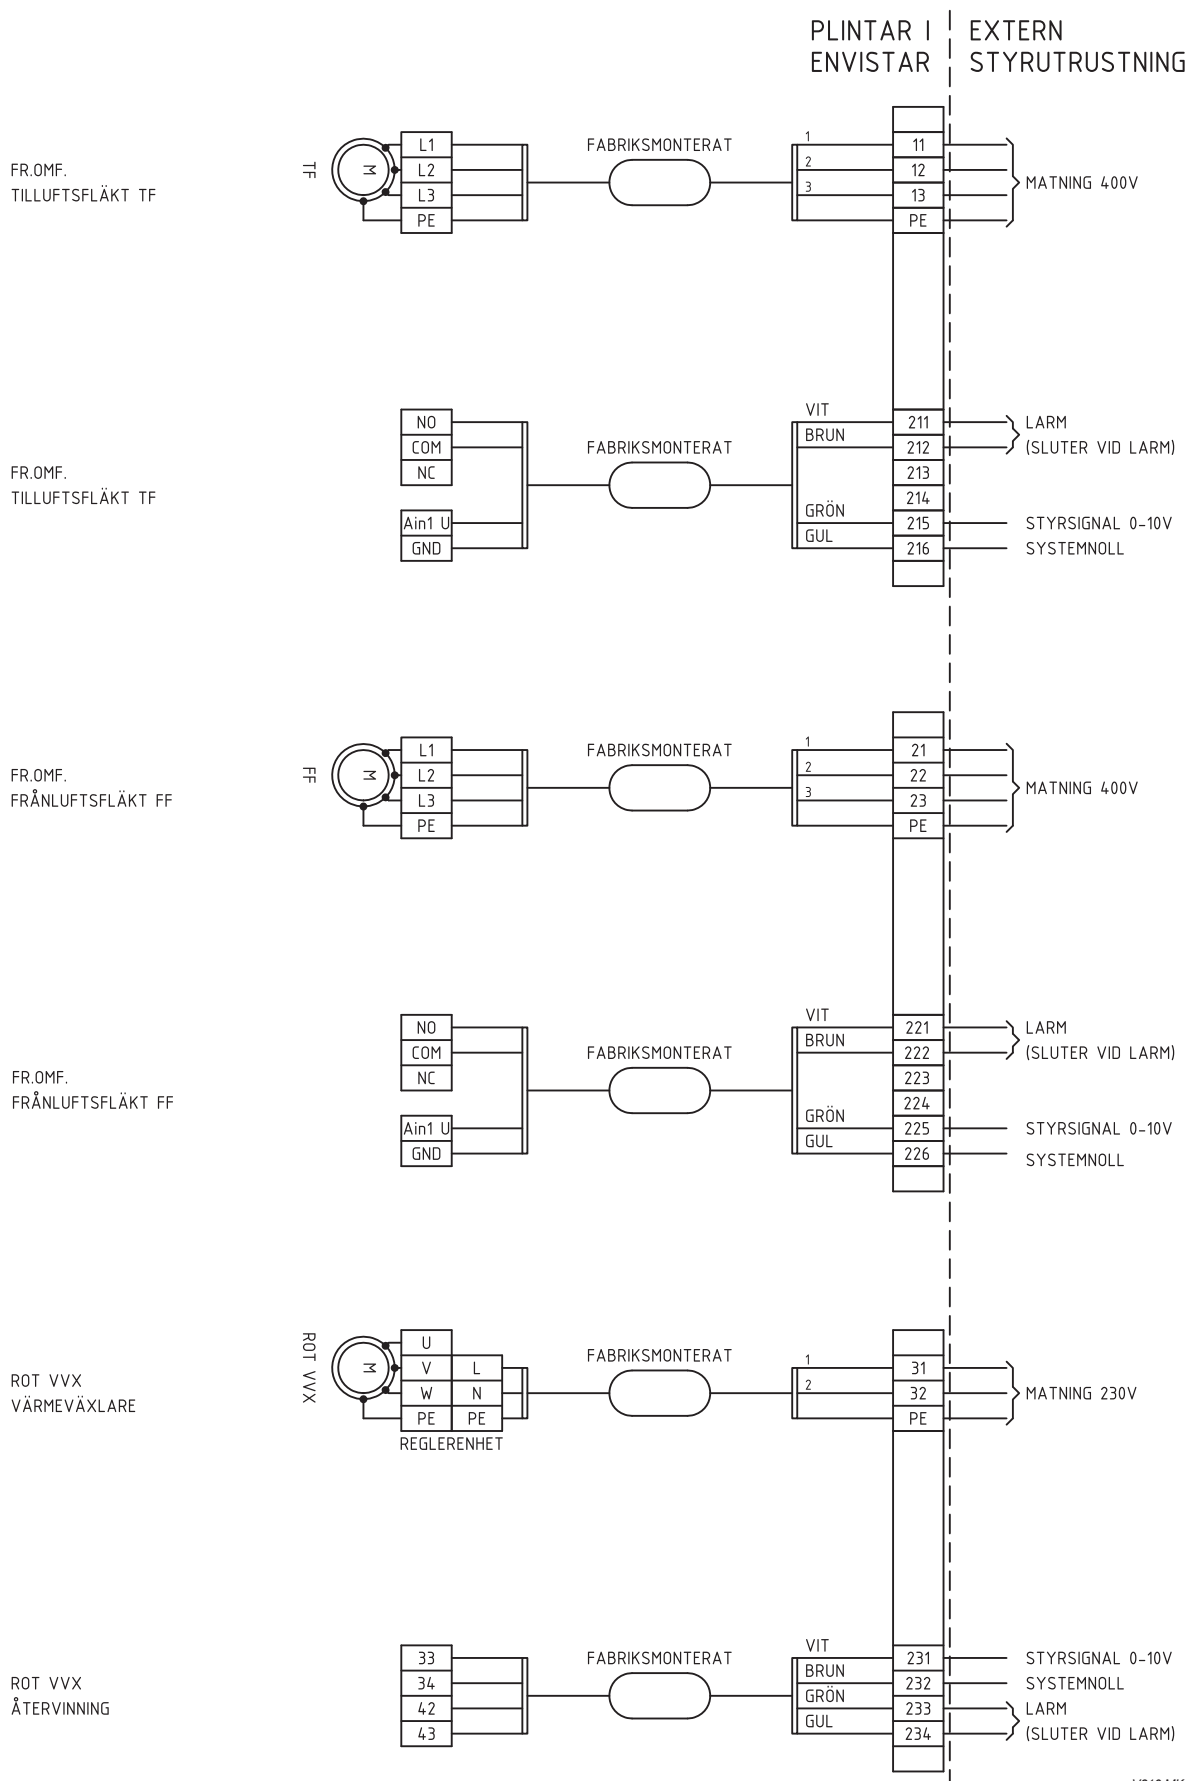 PLINTAR I
ENVISTAR
EXTERN
STYRUTRUSTNING
FR.OMF.
TILLUFTSFLÄKT TF
TF
M
L1
L2
L3
PE
FABRIKSMONTERAT
1
2
3
11
12
13
PE
MATNING 400V
FR.OMF.
TILLUFTSFLÄKT TF
NO
COM
NC
Ain1 U
GND
FABRIKSMONTERAT
VIT
BRUN
GRÖN
GUL
211
212
213
214
215
216
LARM
(SLUTER VID LARM)
STYRSIGNAL 0-10V
SYSTEMNOLL
FR.OMF.
FRÅNLUFTSFLÄKT FF
FF
M
L1
L2
L3
PE
FABRIKSMONTERAT
1
2
3
21
22
23
PE
MATNING 400V
FR.OMF.
FRÅNLUFTSFLÄKT FF
NO
COM
NC
Ain1 U
GND
FABRIKSMONTERAT
VIT
BRUN
GRÖN
GUL
221
222
223
224
225
226
LARM
(SLUTER VID LARM)
STYRSIGNAL 0-10V
SYSTEMNOLL
ROT VVX
VÄRMEVÄXLARE
ROT VVX
M
U
V L
W N
PE PE
REGLERENHET
FABRIKSMONTERAT
1
2
31
32
PE
MATNING 230V
ROT VVX
ÅTERVINNING
33
34
42
43
FABRIKSMONTERAT
VIT
BRUN
GRÖN
GUL
231
232
233
234
STYRSIGNAL 0-10V
SYSTEMNOLL
LARM
(SLUTER VID LARM)